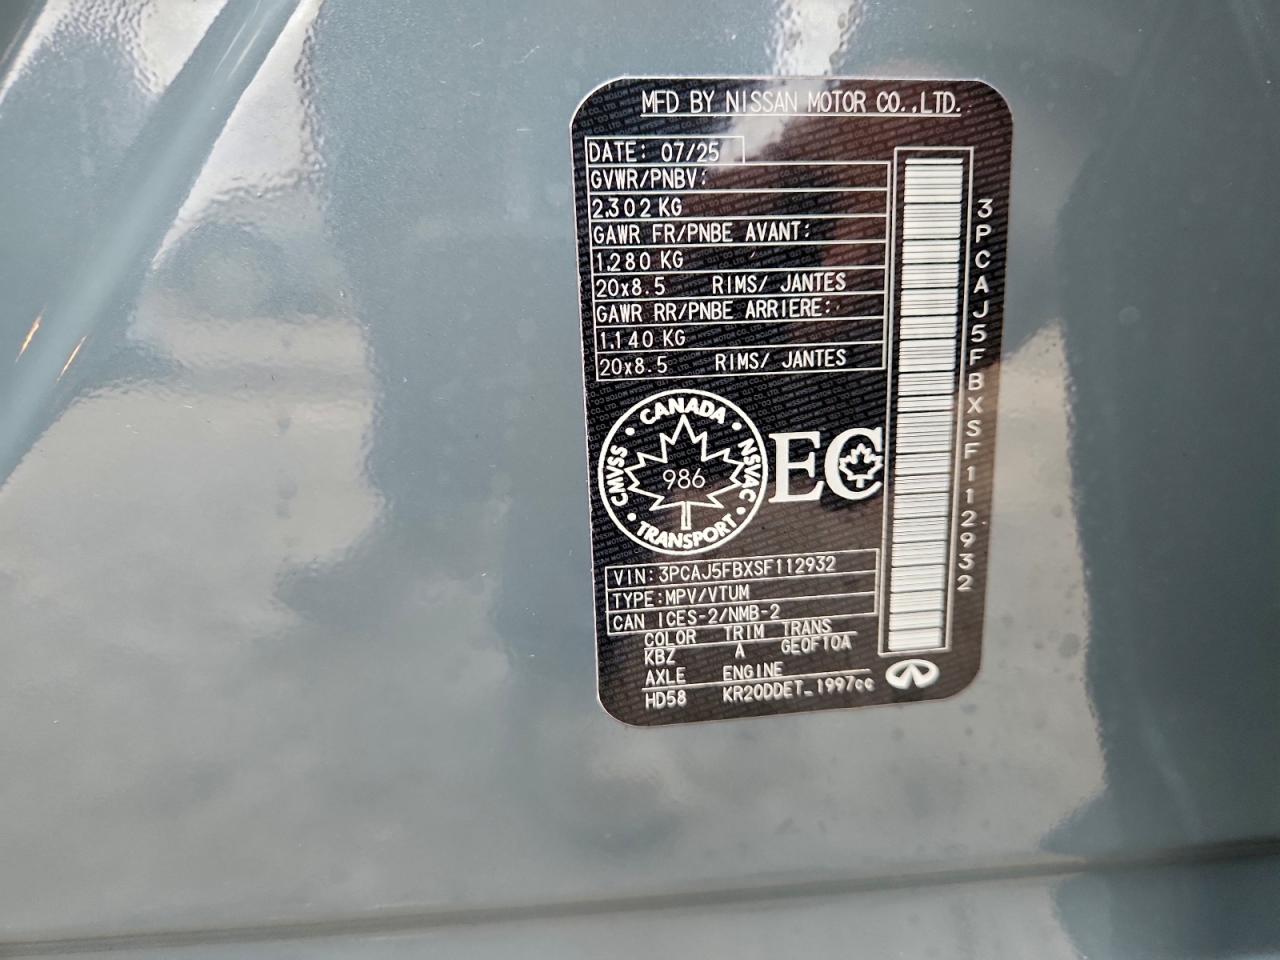 MFD BY NISSAN MOTOR CO.,LTD.
DATE: 07/25
GVWR/PNBV:
2,302 KG
GAWR FR/PNBE AVANT:
1,280 KG
20x8.5 RIMS/ JANTES
GAWR RR/PNBE ARRIERE:
1,140 KG
20x8.5 RIMS/ JANTES
CANADA
CMVSS
NSVAC
986
TRANSPORT
EC
3PCAJ5FBXSF112932
VIN: 3PCAJ5FBXSF112932
TYPE: MPV/VTUM
CAN ICES-2/NMB-2
COLOR TRIM TRANS
KBZ A GE0F10A
AXLE ENGINE
HD58 KR20DDET_1997cc